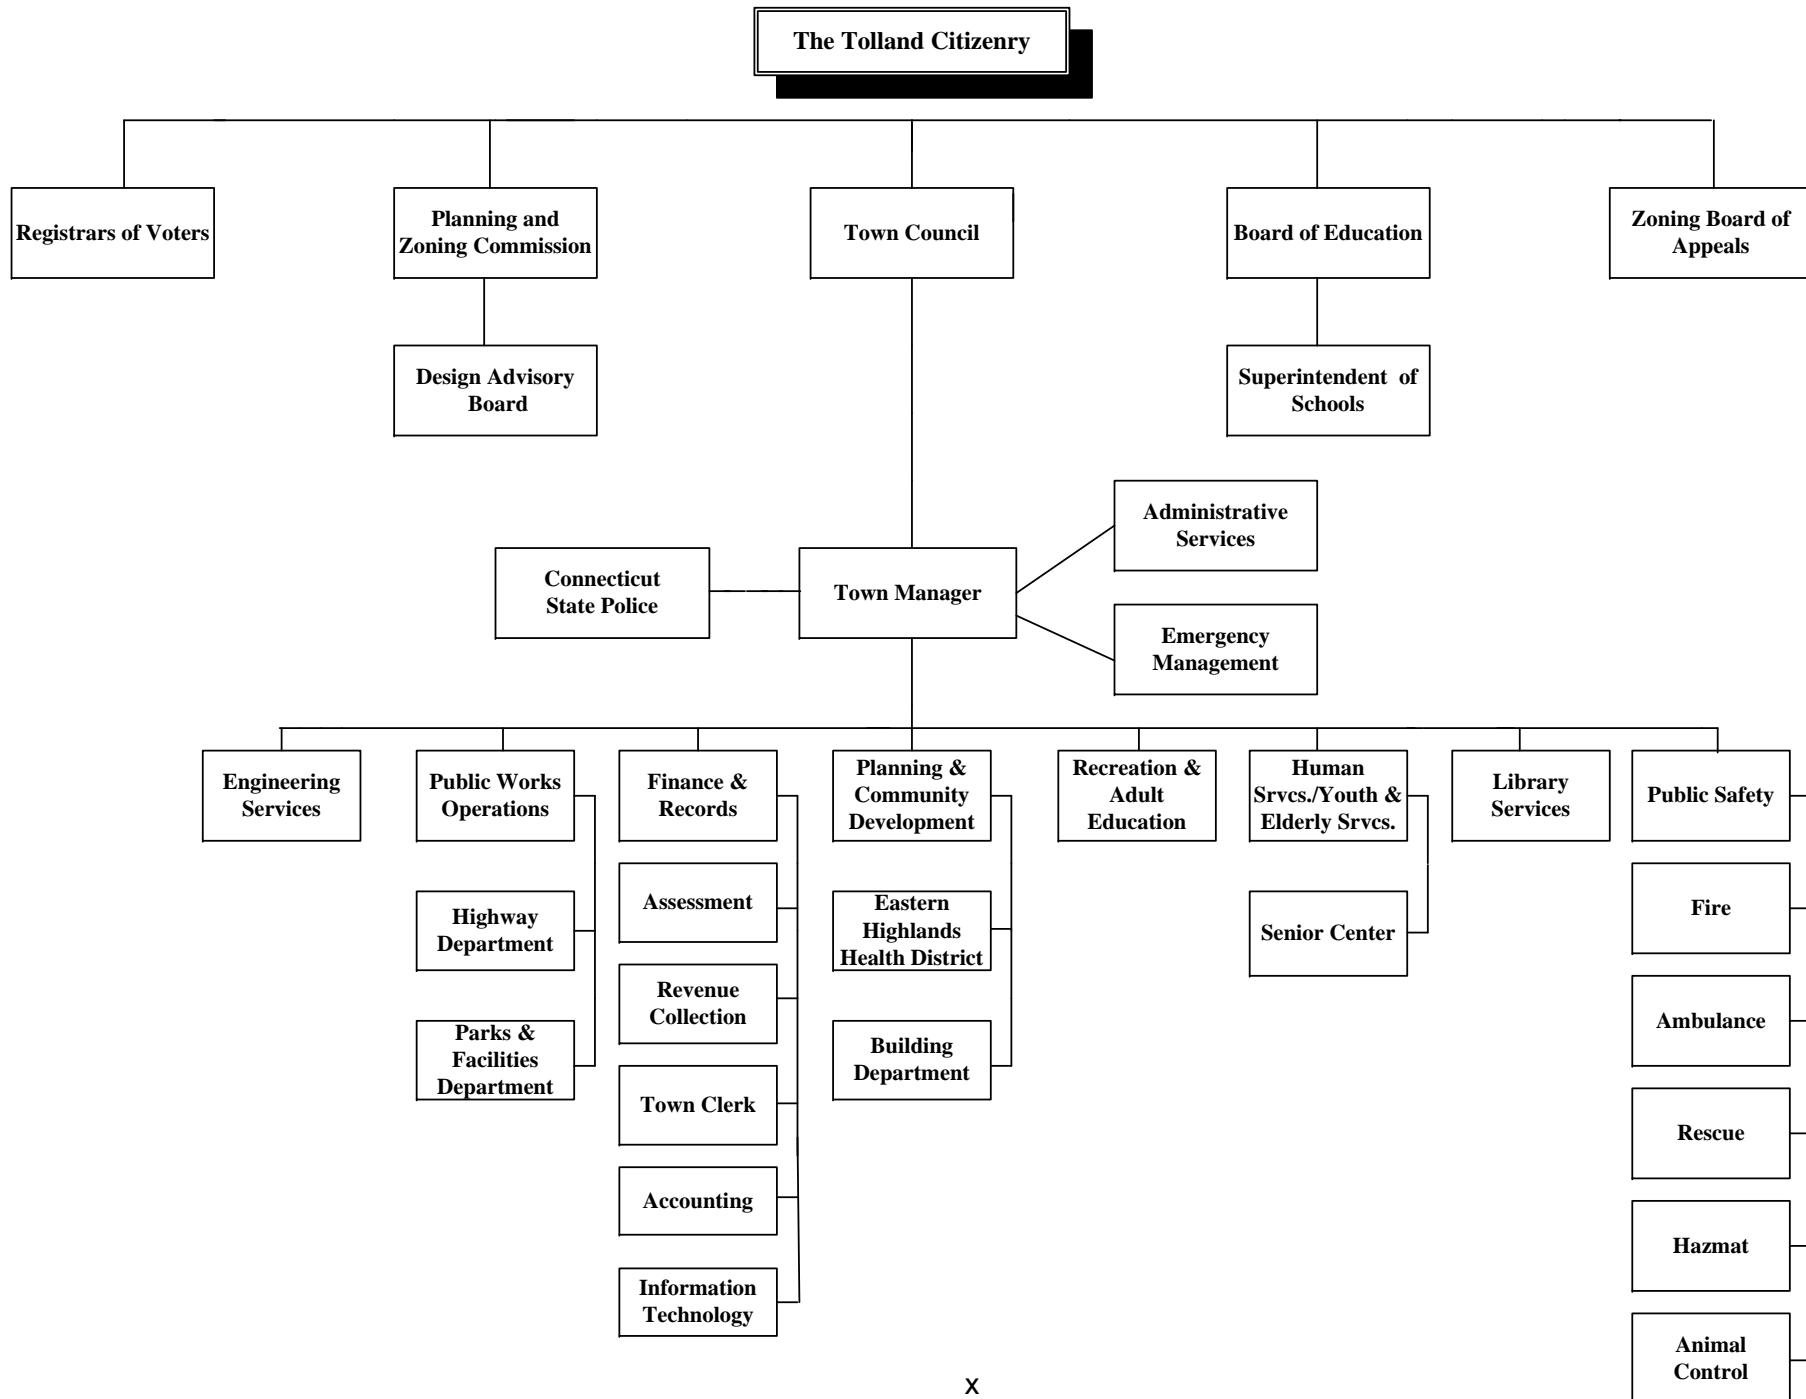 The Tolland Citizenry
Registrars of Voters
Planning and
Zoning Commission
Town Council
Board of Education
Zoning Board of
Appeals
Design Advisory
Board
Superintendent of
Schools
Administrative
Services
Connecticut
State Police
Town Manager
Emergency
Management
Engineering
Services
Public Works
Operations
Finance &
Records
Planning &
Community
Development
Recreation &
Adult
Education
Human
Srvcs./Youth &
Elderly Srvcs.
Library
Services
Public Safety
Highway
Department
Parks &
Facilities
Department
Assessment
Revenue
Collection
Town Clerk
Accounting
Information
Technology
Eastern
Highlands
Health District
Building
Department
Senior Center
Fire
Ambulance
Rescue
Hazmat
Animal
Control
x